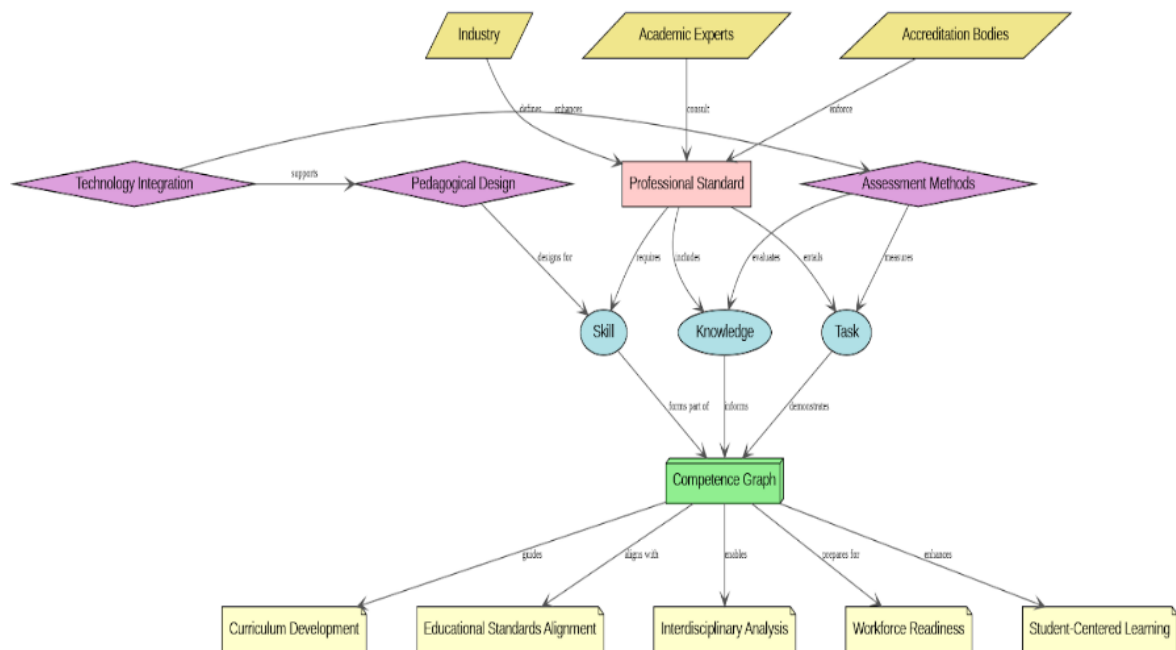 Industry
Academic Experts
Accreditation Bodies
defines
enhances
consult
enforce
Technology Integration
supports
Pedagogical Design
Professional Standard
Assessment Methods
designs for
requires
includes
evaluates
entails
measures
Skill
Knowledge
Task
forms part of
informs
demonstrates
Competence Graph
guides
aligns with
enables
prepares for
enhances
Curriculum Development
Educational Standards Alignment
Interdisciplinary Analysis
Workforce Readiness
Student-Centered Learning